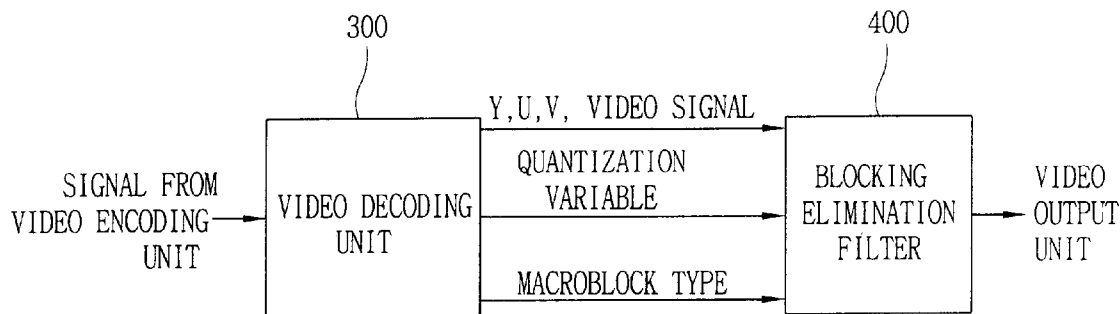 300
400
Y,U,V, VIDEO SIGNAL
QUANTIZATION
VARIABLE
MACROBLOCK TYPE
SIGNAL FROM
VIDEO ENCODING
UNIT
VIDEO DECODING
UNIT
BLOCKING
ELIMINATION
FILTER
VIDEO
OUTPUT
UNIT